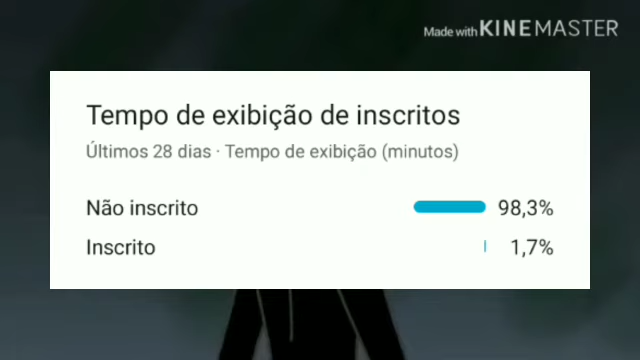 Made with KINEMASTER
Tempo de exibição de inscritos
Últimos 28 dias · Tempo de exibição (minutos)
Não inscrito 98,3%
Inscrito 1,7%